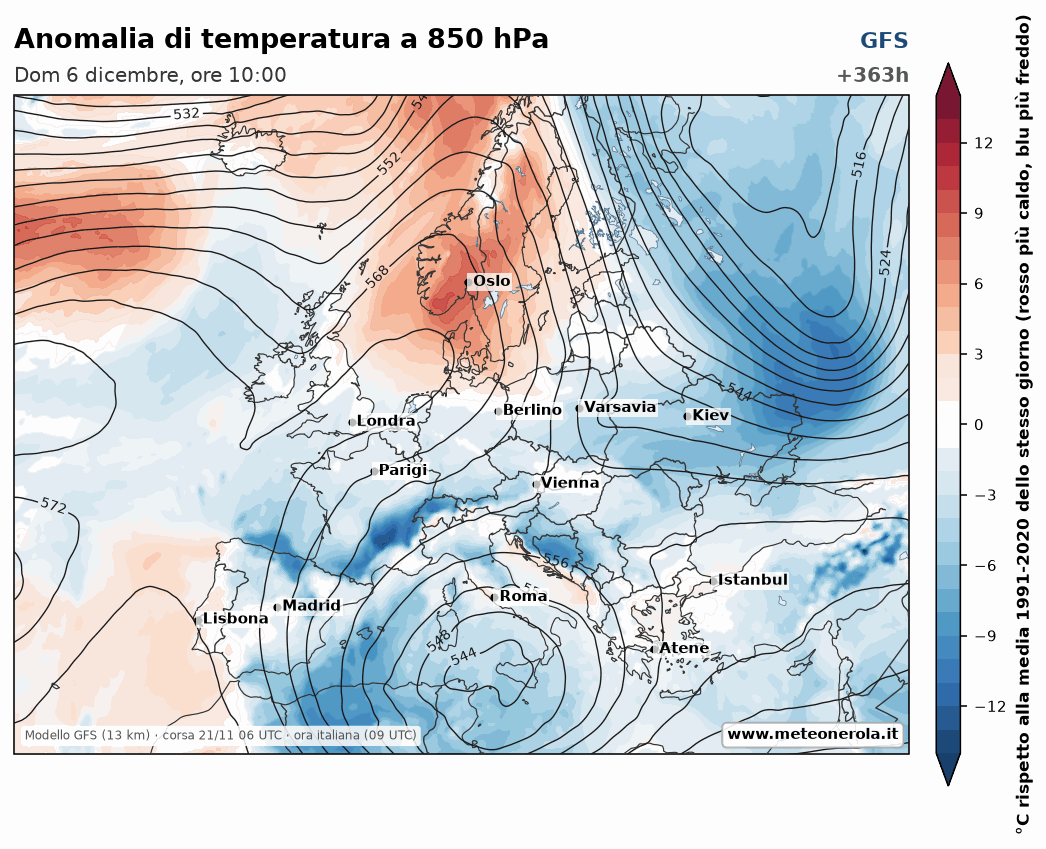 Anomalia di temperatura a 850 hPa
GFS
Dom 6 dicembre, ore 10:00
+363h
532
552
516
524
568
Oslo
544
Berlino
Varsavia
Kiev
Londra
Parigi
Vienna
572
556
Istanbul
Roma
Madrid
Lisbona
548
544
Atene
Modello GFS (13 km) · corsa 21/11 06 UTC · ora italiana (09 UTC)
www.meteonerola.it
12
9
6
3
0
−3
−6
−9
−12
°C rispetto alla media 1991-2020 dello stesso giorno (rosso più caldo, blu più freddo)